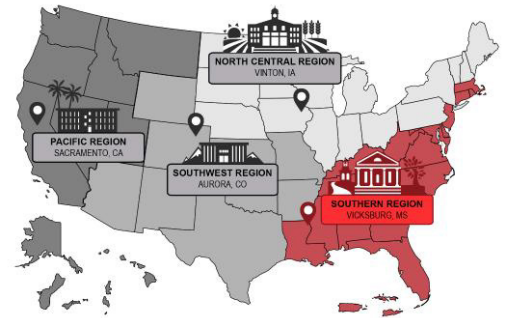 NORTH CENTRAL REGION
VINTON, IA
PACIFIC REGION
SACRAMENTO, CA
SOUTHWEST REGION
AURORA, CO
SOUTHERN REGION
VICKSBURG, MS